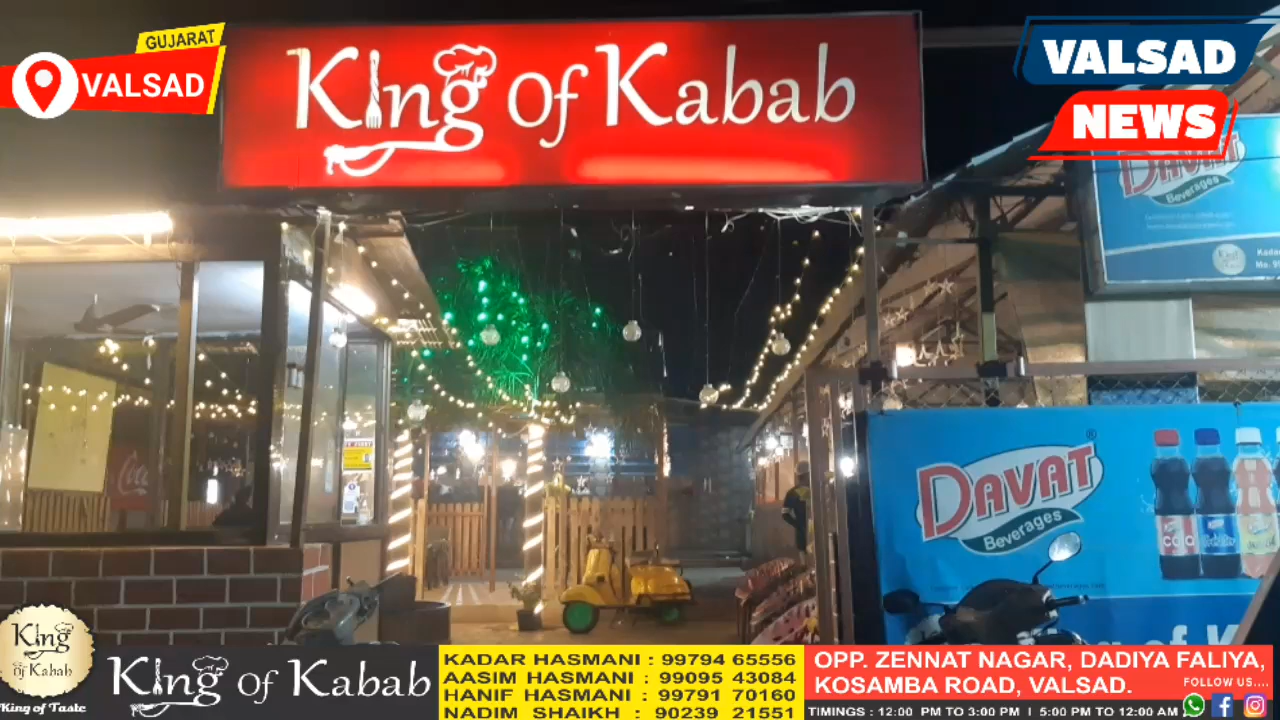 GUJARAT
VALSAD
King Of Kabab
VALSAD
NEWS
DAVAT
Beverages
Coca
DAVAT
Beverages
®
COLA
King
of Kabab
King of Taste
King of Kabab
KADAR HASMANI : 99794 65556
AASIM HASMANI : 99095 43084
HANIF HASMANI : 99791 70160
NADIM SHAIKH : 90239 21551
OPP. ZENNAT NAGAR, DADIYA FALIYA,
KOSAMBA ROAD, VALSAD.
FOLLOW US....
TIMINGS : 12:00 PM TO 3:00 PM I 5:00 PM TO 12:00 AM